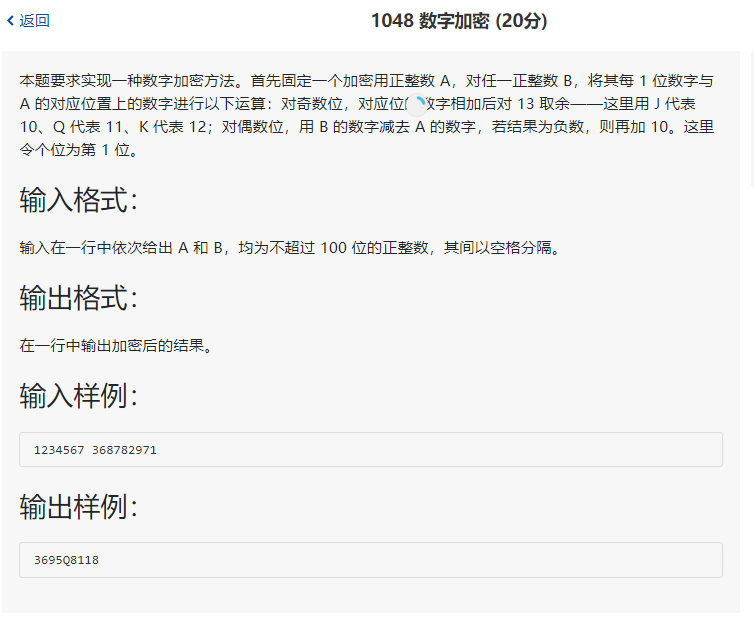 返回
1048 数字加密 (20分)
本题要求实现一种数字加密方法。首先固定一个加密用正整数 A，对任一正整数 B，将其每 1 位数字与
A 的对应位置上的数字进行以下运算：对奇数位，对应位数字相加后对 13 取余——这里用 J 代表
10、Q 代表 11、K 代表 12；对偶数位，用 B 的数字减去 A 的数字，若结果为负数，则再加 10。这里
令个位为第 1 位。
输入格式：
输入在一行中依次给出 A 和 B，均为不超过 100 位的正整数，其间以空格分隔。
输出格式：
在一行中输出加密后的结果。
输入样例：
1234567 368782971
输出样例：
3695Q8118